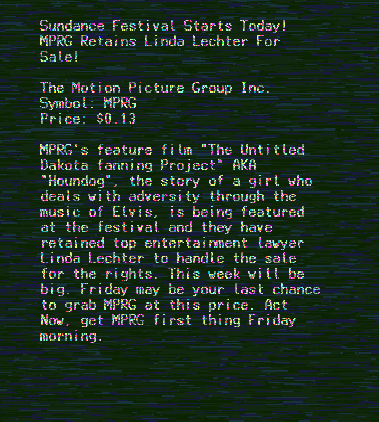 Sundance Festival Starts Today!
MPRG Retains Linda Lechter For
Sale!
The Motion Picture Group Inc.
Symbol: MPRG
Price: $0.13
MPRG's feature film "The Untitled
Dakota fanning Project" AKA
"Houndog", the story of a girl who
deals with adversity through the
music of Elvis, is being featured
at the festival and they have
retained top entertainment lawyer
Linda Lechter to handle the sale
for the rights. This week will be
big. Friday may be your last chance
to grab MPRG at this price. Act
Now, get MPRG first thing Friday
morning.